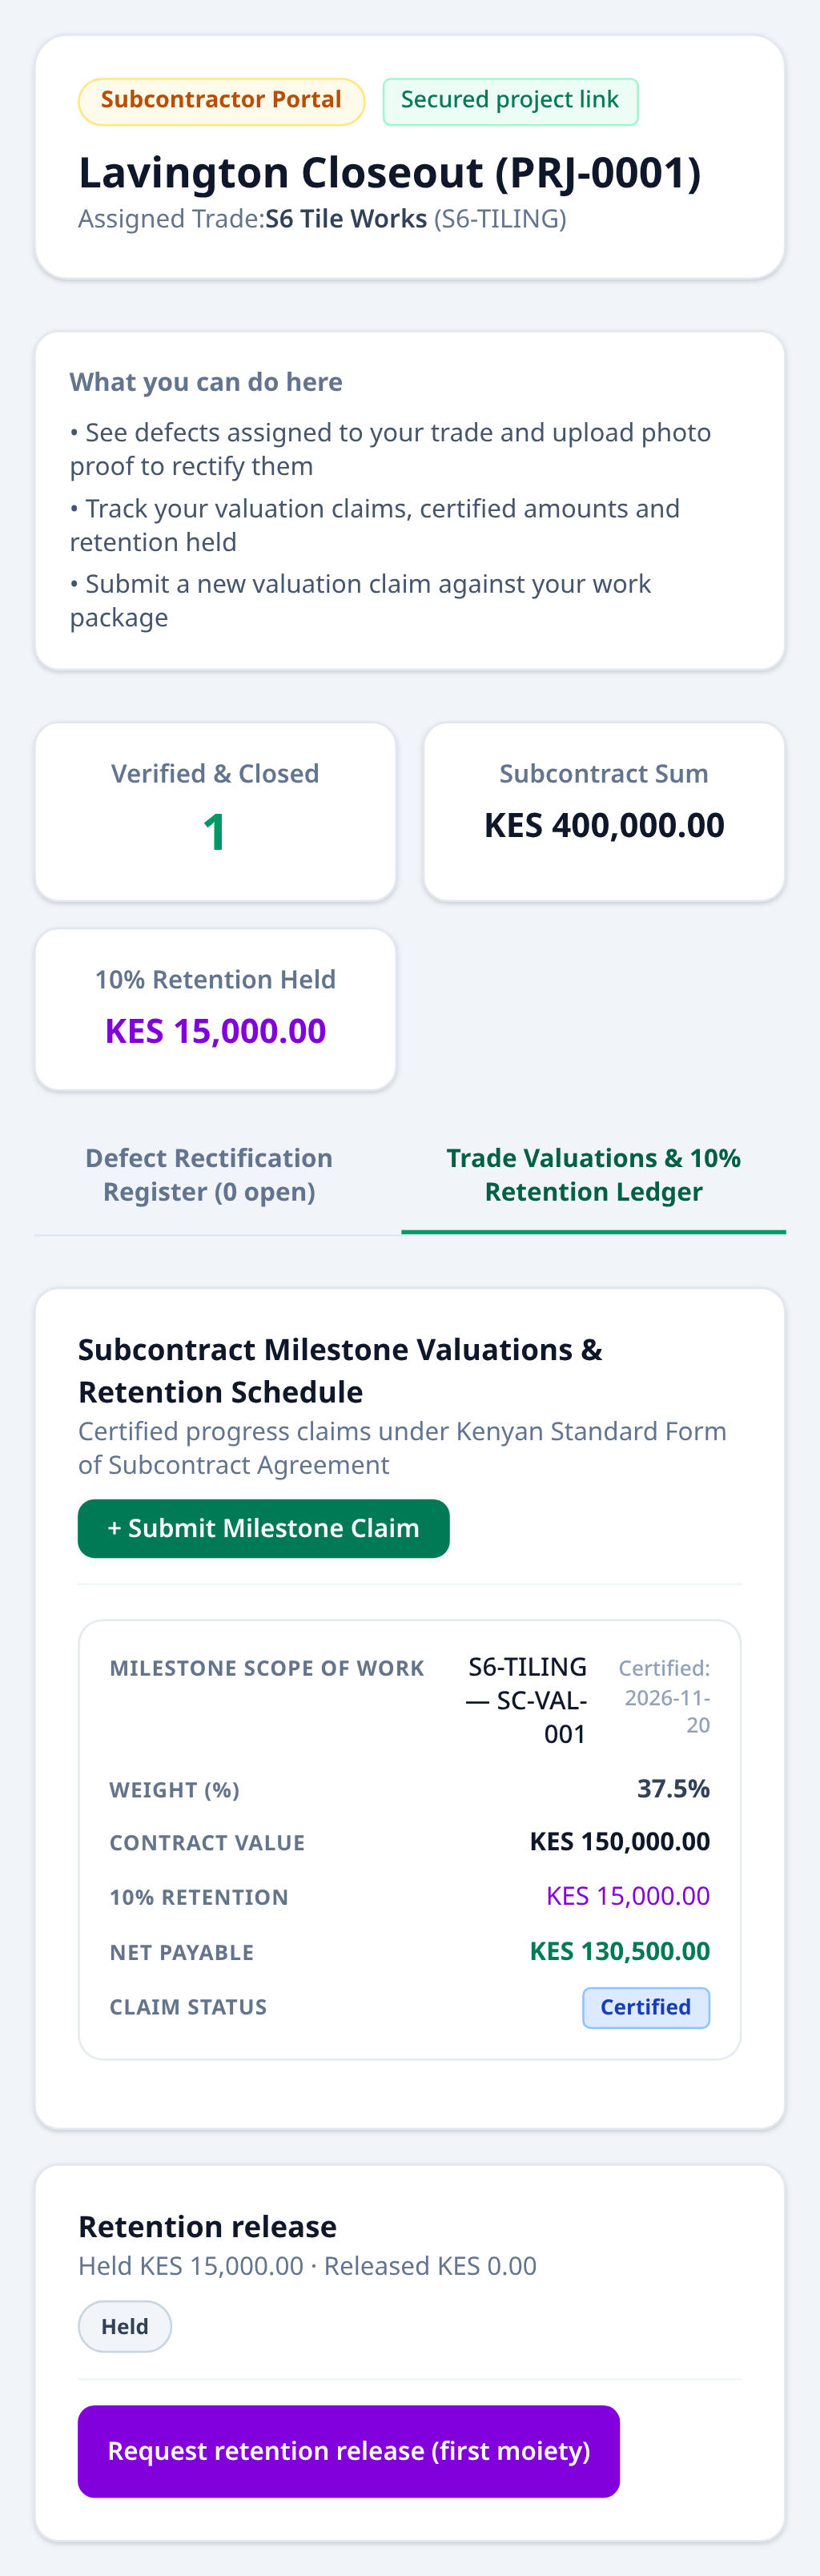 Subcontractor Portal
Secured project link
Lavington Closeout (PRJ-0001)
Assigned Trade:S6 Tile Works (S6-TILING)
What you can do here
• See defects assigned to your trade and upload photo
proof to rectify them
• Track your valuation claims, certified amounts and
retention held
• Submit a new valuation claim against your work
package
Verified & Closed
1
Subcontract Sum
KES 400,000.00
10% Retention Held
KES 15,000.00
Defect Rectification
Register (0 open)
Trade Valuations & 10%
Retention Ledger
Subcontract Milestone Valuations &
Retention Schedule
Certified progress claims under Kenyan Standard Form
of Subcontract Agreement
+ Submit Milestone Claim
MILESTONE SCOPE OF WORK
S6-TILING
— SC-VAL-
001
Certified:
2026-11-
20
WEIGHT (%)
37.5%
CONTRACT VALUE
KES 150,000.00
10% RETENTION
KES 15,000.00
NET PAYABLE
KES 130,500.00
CLAIM STATUS
Certified
Retention release
Held KES 15,000.00 · Released KES 0.00
Held
Request retention release (first moiety)